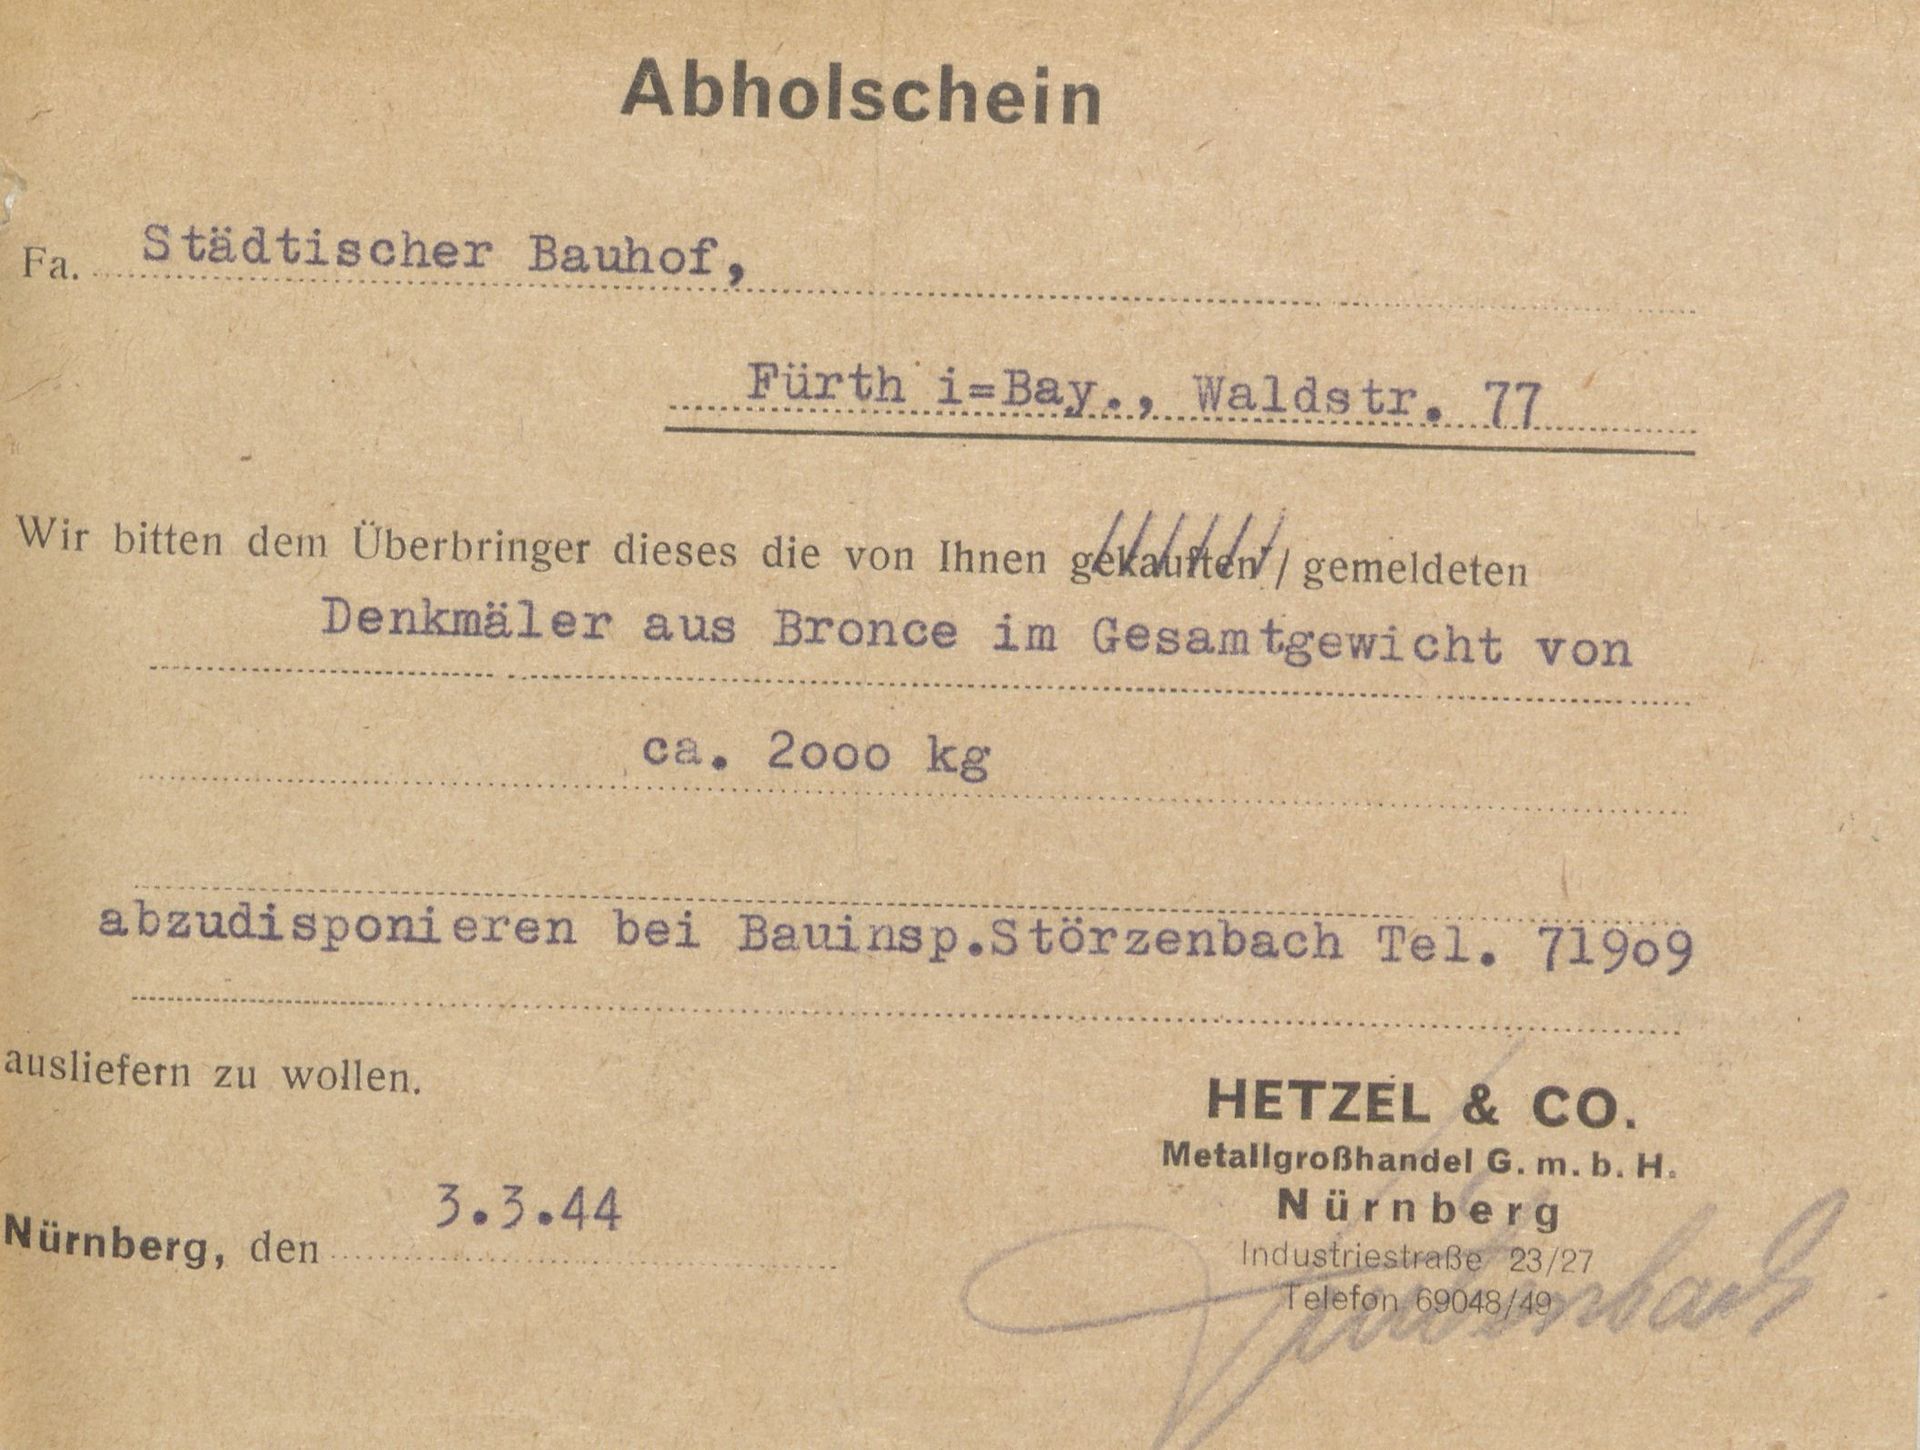 Abholschein
Fa. Städtischer Bauhof,
Fürth i=Bay., Waldstr. 77
Wir bitten dem Überbringer dieses die von Ihnen gekauften / gemeldeten
Denkmäler aus Bronce im Gesamtgewicht von
ca. 2ooo kg
abzudisponieren bei Bauinsp.Störzenbach Tel. 719o9
ausliefern zu wollen.
HETZEL & CO.
Metallgroßhandel G. m. b. H.
Nürnberg
Industriestraße 23/27
Telefon 69048/49
Nürnberg, den 3.3.44